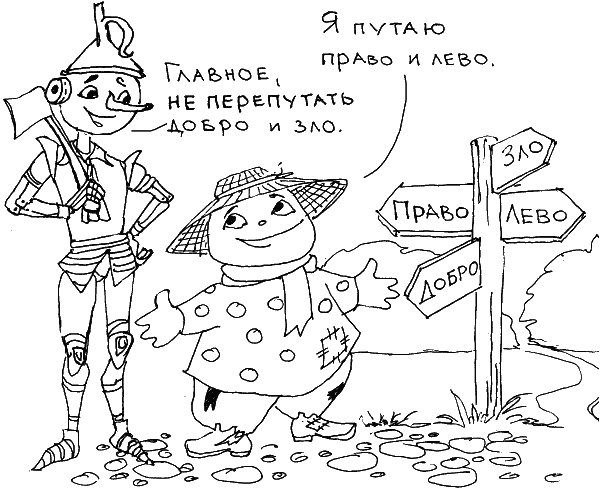 Я ПУТАЮ
ПРАВО И ЛЕВО.
ГЛАВНОЕ,
НЕ ПЕРЕПУТАТЬ
ДОБРО И ЗЛО.
ЗЛО
ПРАВО
ЛЕВО
ДОБРО